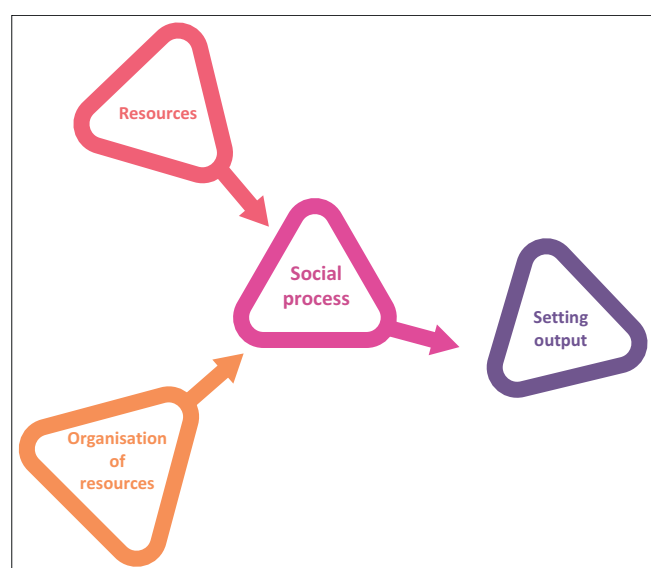 Resources
Social
process
Setting
output
Organisation
of
resources